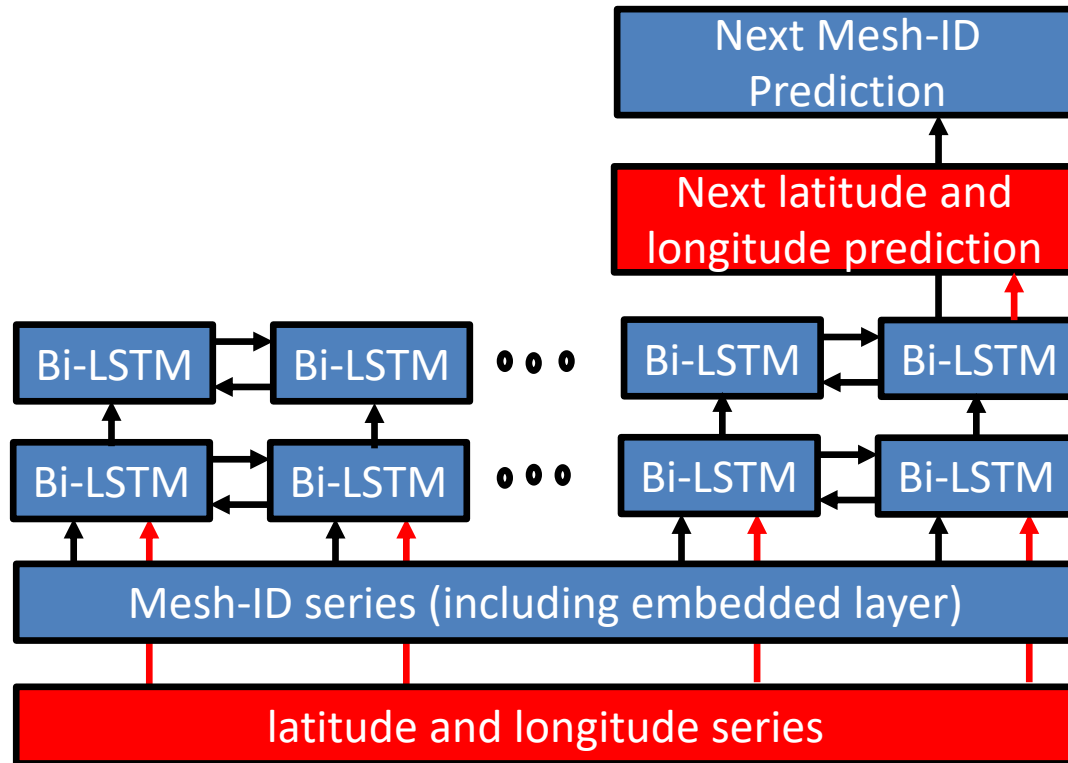 Next Mesh-ID
Prediction
Next latitude and
longitude prediction
Bi-LSTM
Bi-LSTM
Bi-LSTM
Bi-LSTM
Bi-LSTM
Bi-LSTM
Bi-LSTM
Bi-LSTM
Mesh-ID series (including embedded layer)
latitude and longitude series